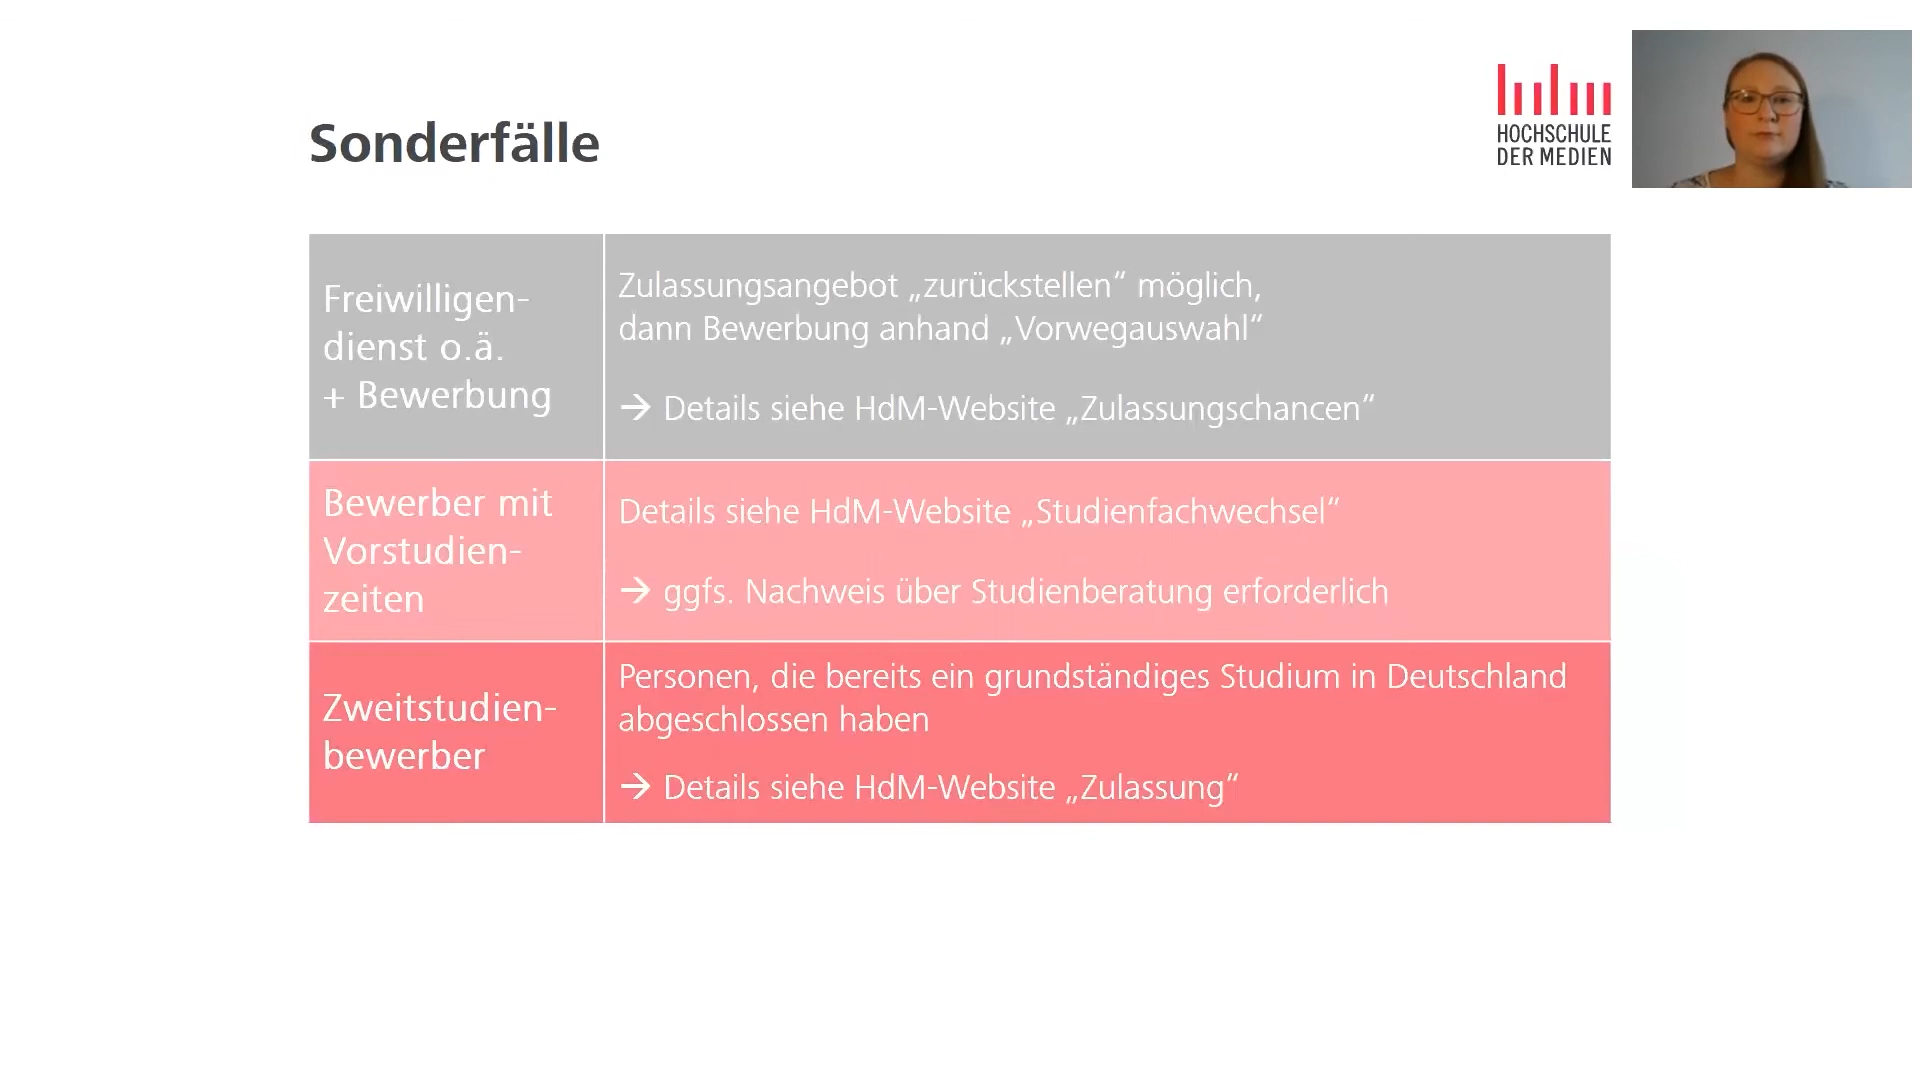 Sonderfälle
HOCHSCHULE
DER MEDIEN
Freiwilligen-
dienst o.ä.
+ Bewerbung
Zulassungsangebot „zurückstellen“ möglich,
dann Bewerbung anhand „Vorwegauswahl“
→ Details siehe HdM-Website „Zulassungschancen“
Bewerber mit
Vorstudien-
zeiten
Details siehe HdM-Website „Studienfachwechsel“
→ ggfs. Nachweis über Studienberatung erforderlich
Zweitstudien-
bewerber
Personen, die bereits ein grundständiges Studium in Deutschland
abgeschlossen haben
→ Details siehe HdM-Website „Zulassung“